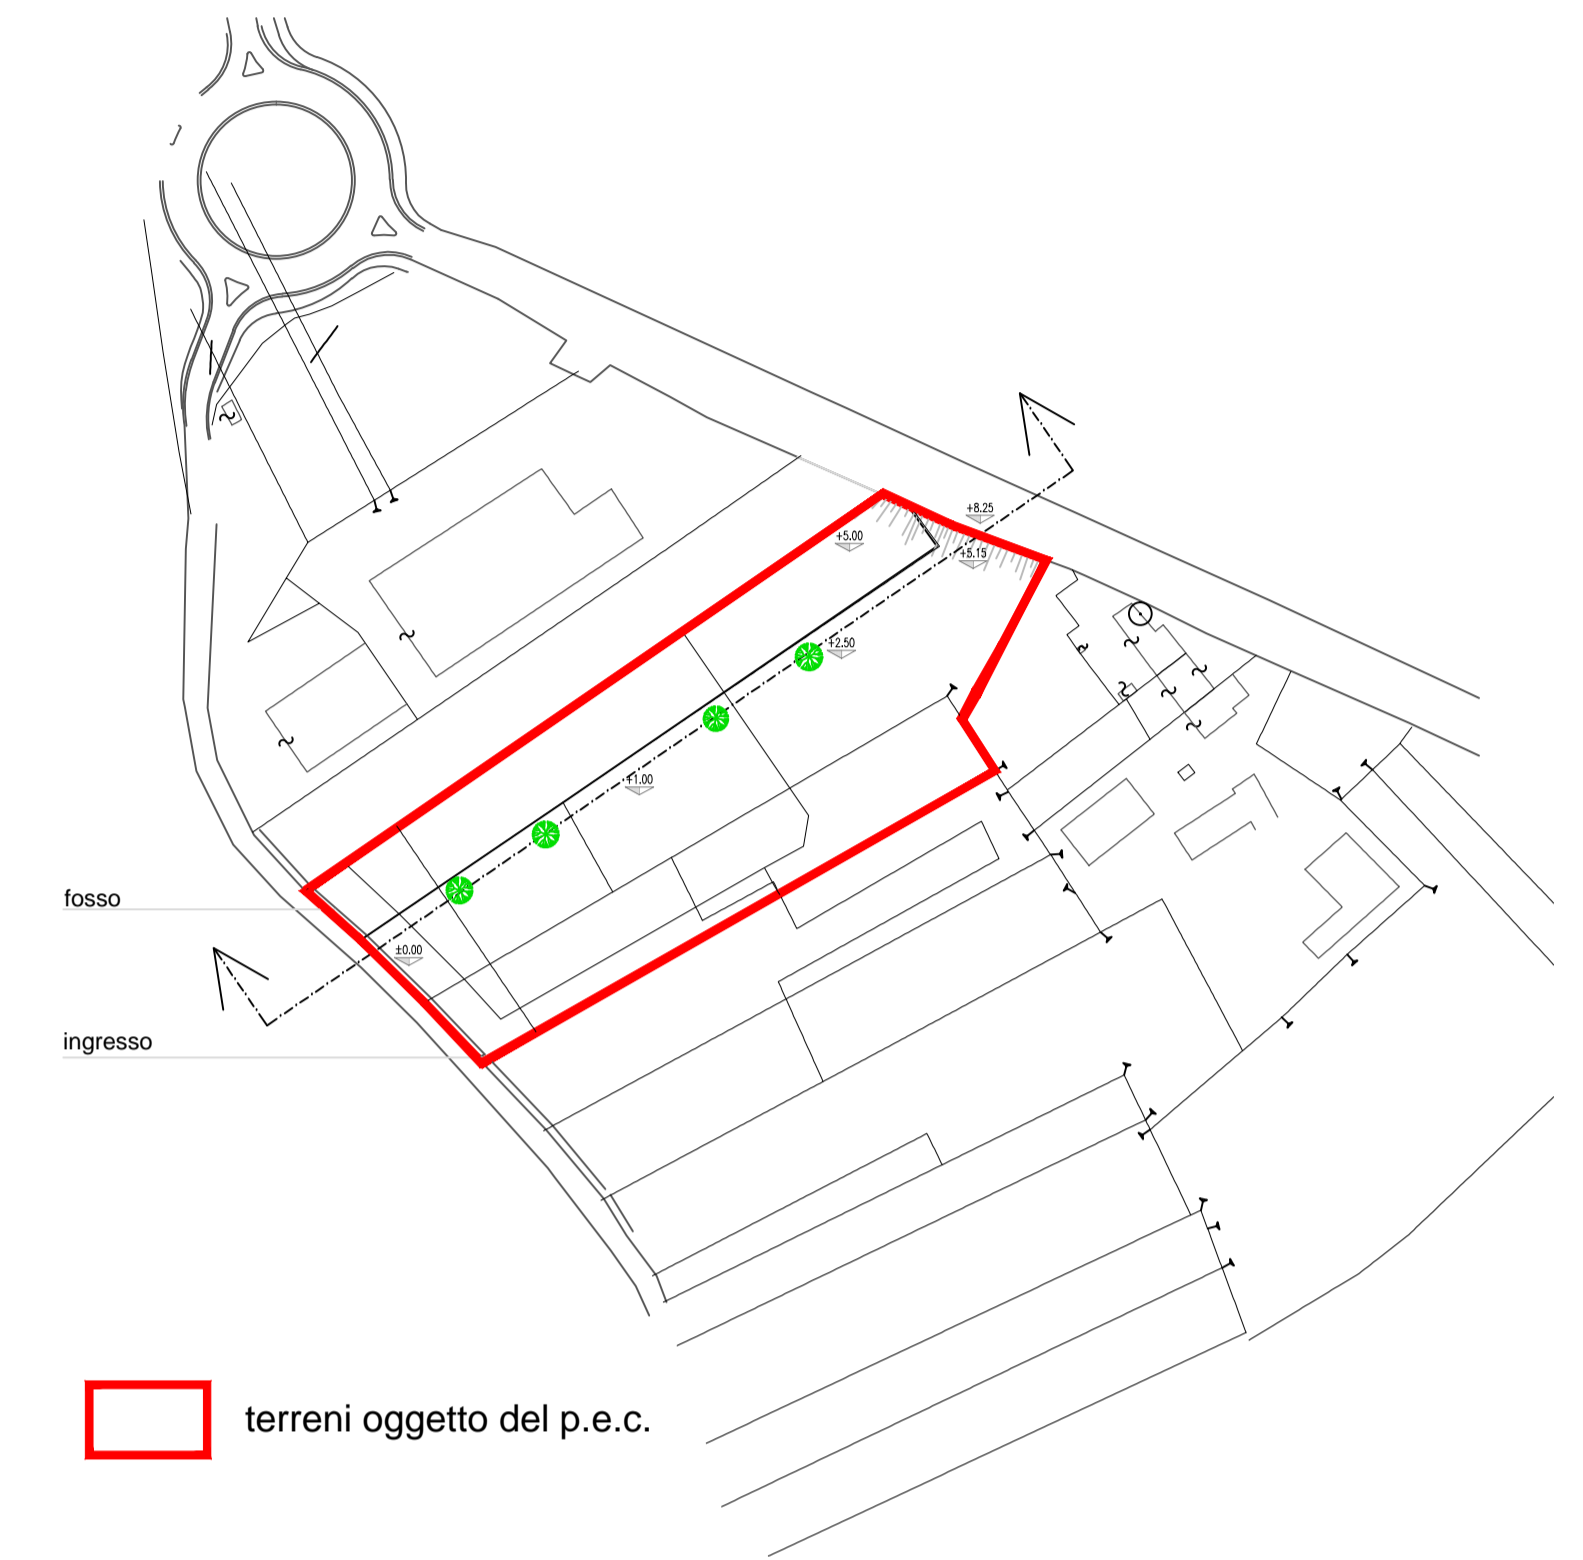 +8.25
+5.00
+5.15
+2.50
+1.00
fosso
±0.00
ingresso
terreni oggetto del p.e.c.